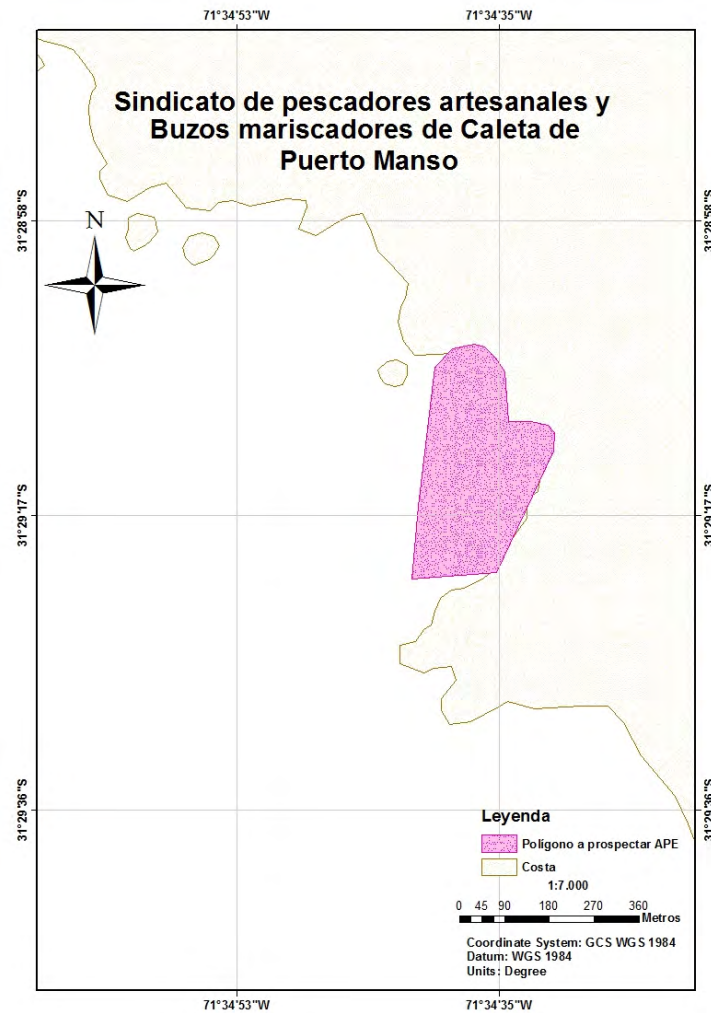 71°34'53"W
71°34'35"W
Sindicato de pescadores artesanales y
Buzos mariscadores de Caleta de
Puerto Manso
31°28'58"S
31°28'58"S
N
31°29'17"S
31°29'17"S
31°29'36"S
31°29'36"S
Leyenda
Polígono a prospectar APE
Costa
1:7.000
0 45 90 180 270 360
Metros
Coordinate System: GCS WGS 1984
Datum: WGS 1984
Units: Degree
71°34'53"W
71°34'35"W